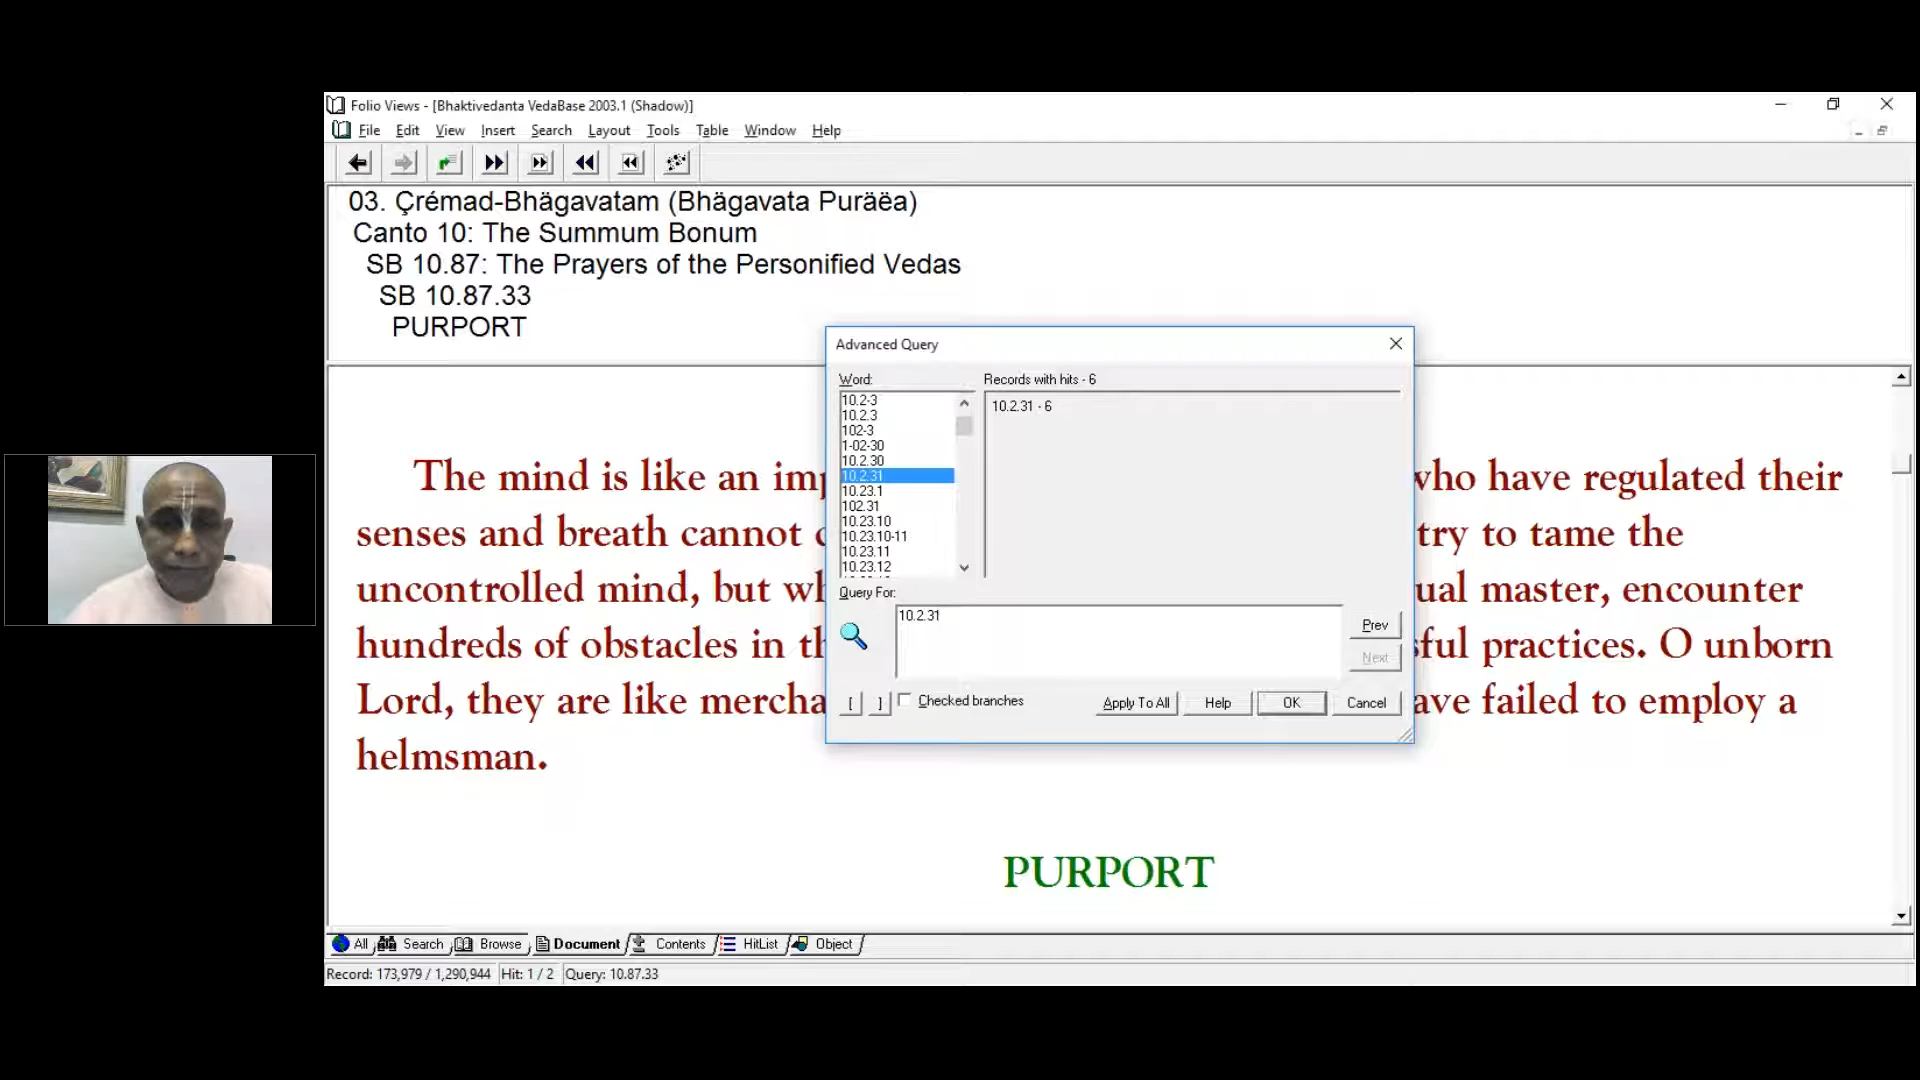 Folio Views - [Bhaktivedanta VedaBase 2003.1 (Shadow)]
File Edit View Insert Search Layout Tools Table Window Help
03. Çrémad-Bhägavatam (Bhägavata Puräëa)
Canto 10: The Summum Bonum
SB 10.87: The Prayers of the Personified Vedas
SB 10.87.33
PURPORT
Advanced Query
Word:
Records with hits - 6
10.2-3
10.2.3
102-3
1-02-30
10.2.30
10.2.31
10.23.1
102.31
10.23.10
10.23.10-11
10.23.11
10.23.12
10.2.31 - 6
Query For:
10.2.31
Prev
Next
[ ] Checked branches Apply To All Help OK Cancel
The mind is like an imp who have regulated their
senses and breath cannot try to tame the
uncontrolled mind, but ual master, encounter
hundreds of obstacles in sful practices. O unborn
Lord, they are like mercha ave failed to employ a
helmsman.
PURPORT
All Search Browse Document Contents HitList Object
Record: 173,979 / 1,290,944 Hit: 1 / 2 Query: 10.87.33